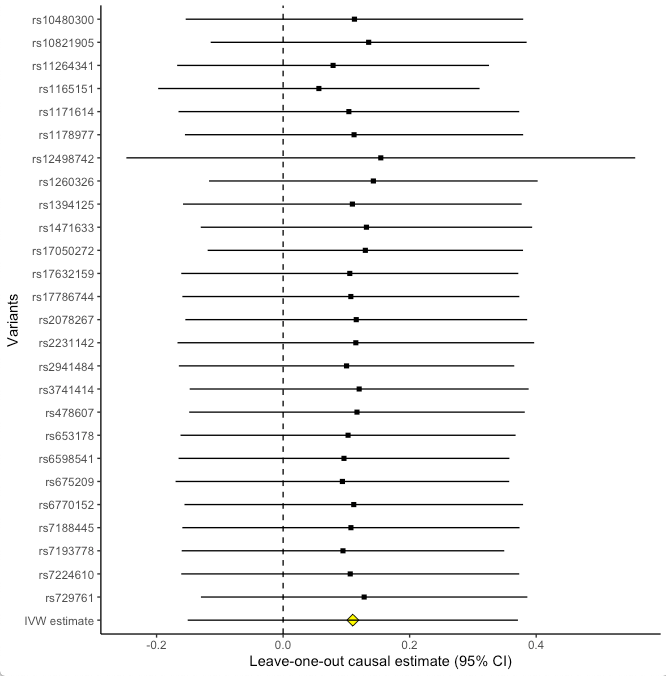 rs10480300
rs10821905
rs11264341
rs1165151
rs1171614
rs1178977
rs12498742
rs1260326
rs1394125
rs1471633
rs17050272
rs17632159
rs17786744
rs2078267
rs2231142
rs2941484
rs3741414
rs478607
rs653178
rs6598541
rs675209
rs6770152
rs7188445
rs7193778
rs7224610
rs729761
IVW estimate
Variants
-0.2 0.0 0.2 0.4
Leave-one-out causal estimate (95% CI)